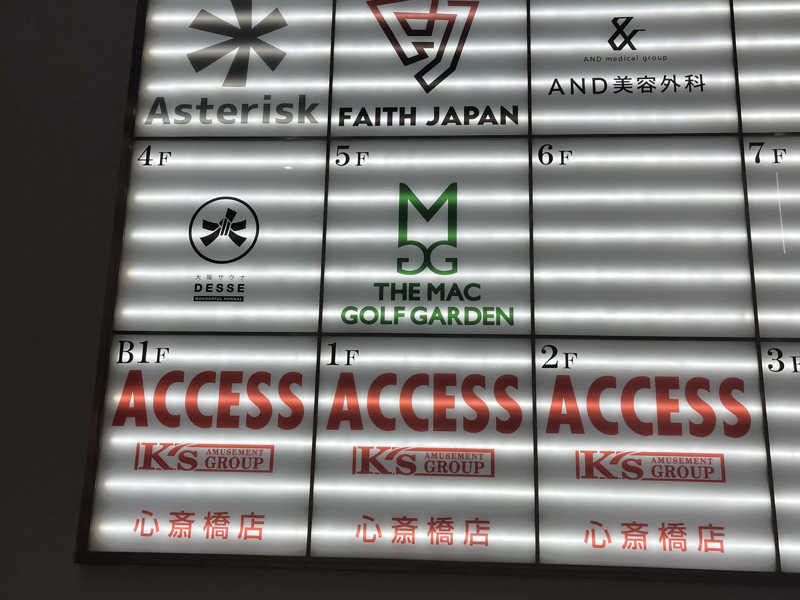 Asterisk
FAITH JAPAN
&
AND medical group
AND美容外科
4F
大阪サウナ
DESSE
5F
THE MAC
GOLF GARDEN
6F
7F
B1F
ACCESS
K's AMUSEMENT GROUP
心斎橋店
1F
ACCESS
K's AMUSEMENT GROUP
心斎橋店
2F
ACCESS
K's AMUSEMENT GROUP
心斎橋店
3F